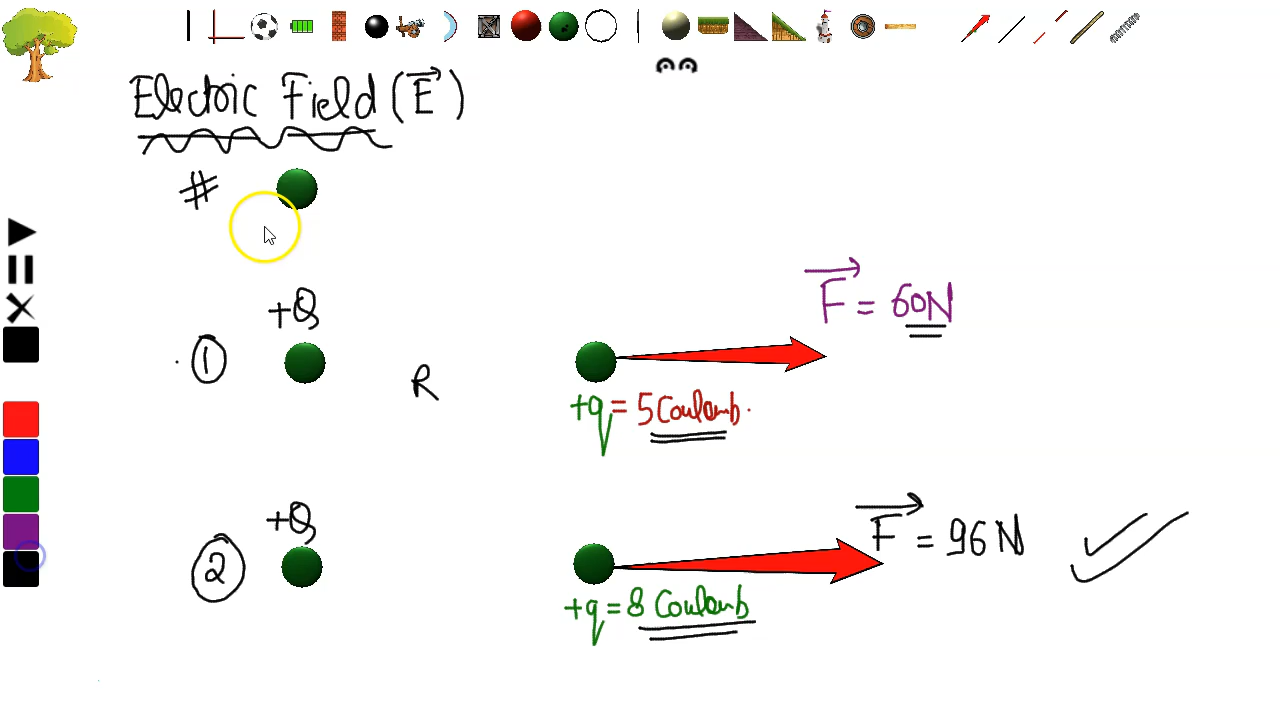 Electric Field (E)
#
+Q
F = 60N
1
R
+q = 5 Coulomb.
+Q
F = 96 N
2
+q = 8 Coulomb